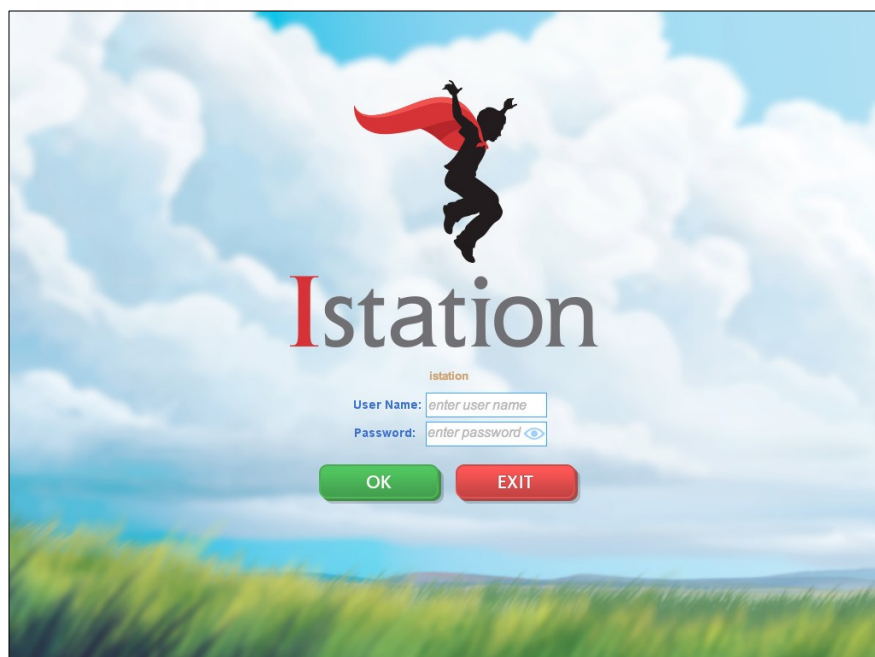 Istation
istation
User Name: enter user name
Password: enter password
OK EXIT